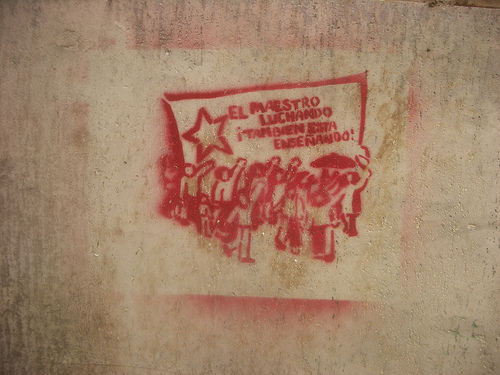 EL MAESTRO
LUCHANDO
¡TAMBIEN ESTA
ENSEÑANDO!